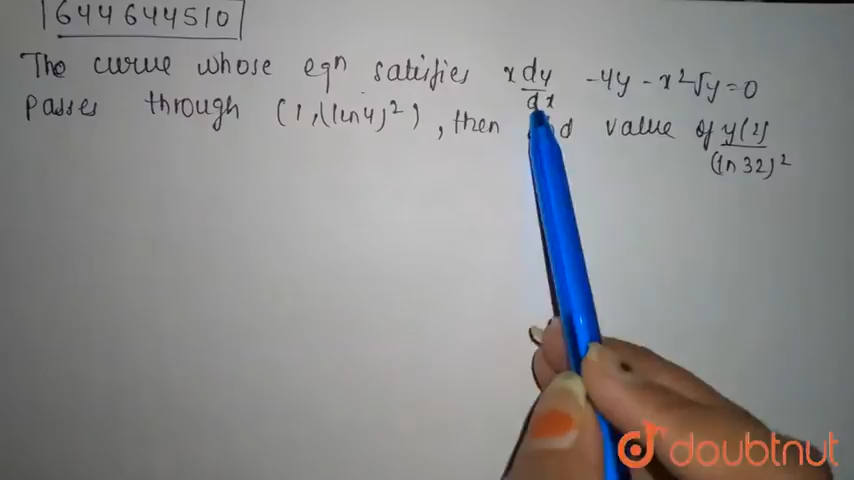 644644510
The curve whose eqn satisfies x dy/dx - 4y - x²√y = 0
passes through (1, (ln4)²), then value of y(2)/(ln 32)²
doubtnut